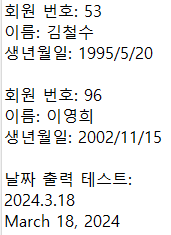 회원 번호: 53
이름: 김철수
생년월일: 1995/5/20

회원 번호: 96
이름: 이영희
생년월일: 2002/11/15

날짜 출력 테스트:
2024.3.18
March 18, 2024